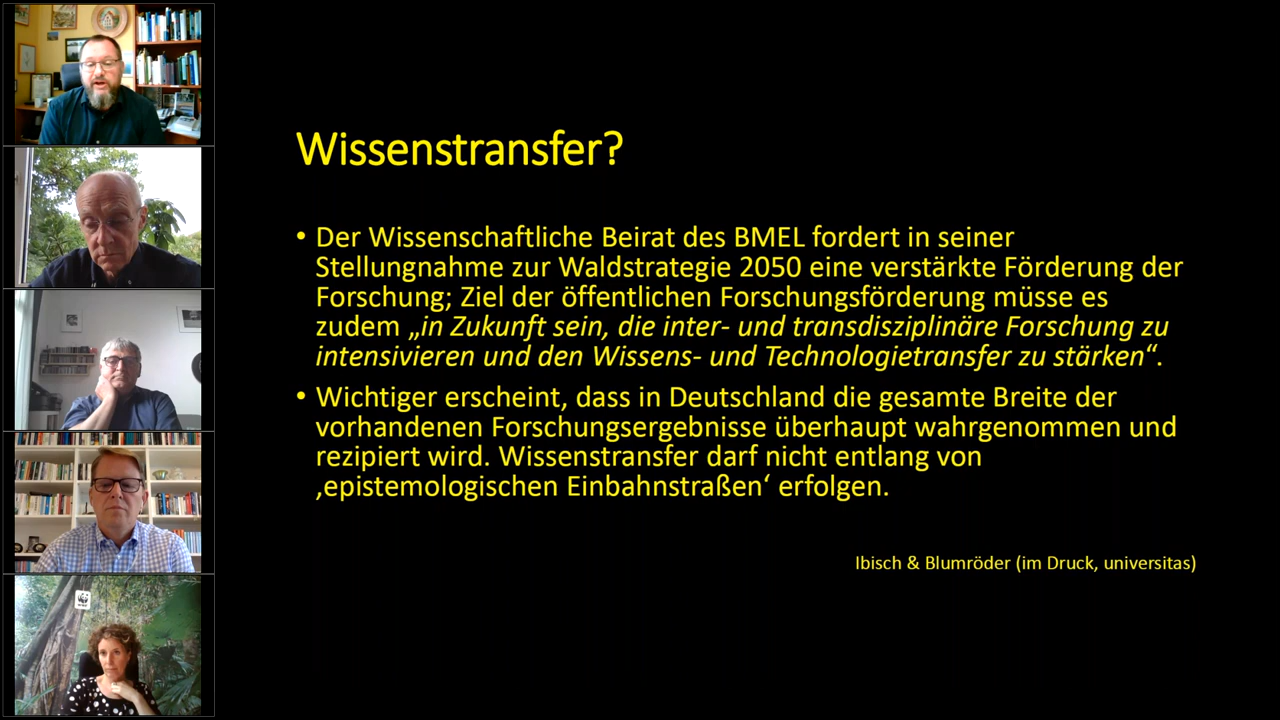 Wissenstransfer?
• Der Wissenschaftliche Beirat des BMEL fordert in seiner
Stellungnahme zur Waldstrategie 2050 eine verstärkte Förderung der
Forschung; Ziel der öffentlichen Forschungsförderung müsse es
zudem „in Zukunft sein, die inter- und transdisziplinäre Forschung zu
intensivieren und den Wissens- und Technologietransfer zu stärken“.
• Wichtiger erscheint, dass in Deutschland die gesamte Breite der
vorhandenen Forschungsergebnisse überhaupt wahrgenommen und
rezipiert wird. Wissenstransfer darf nicht entlang von
‚epistemologischen Einbahnstraßen‘ erfolgen.
Ibisch & Blumröder (im Druck, universitas)